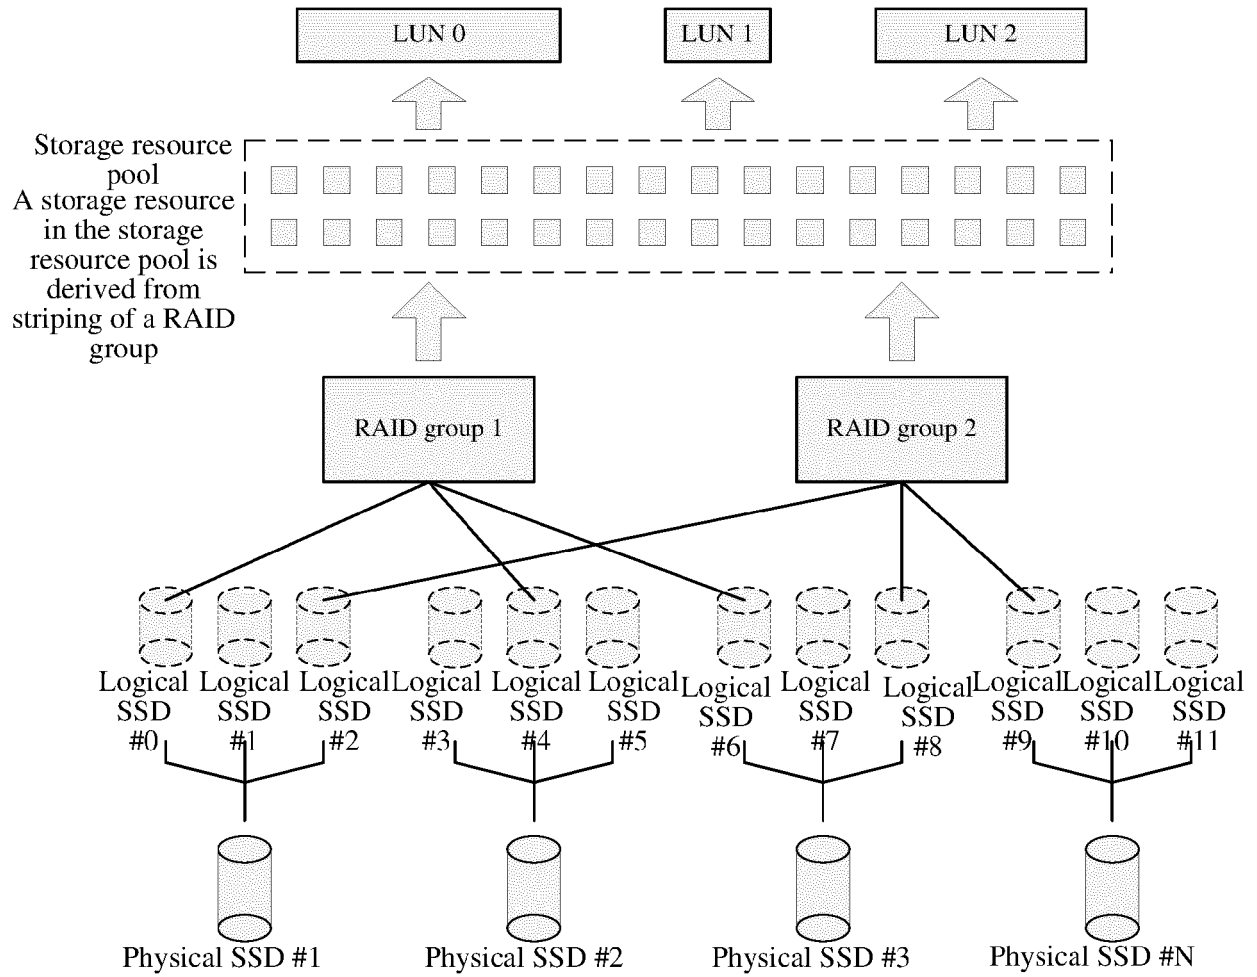 LUN 0
LUN 1
LUN 2
Storage resource
pool
A storage resource
in the storage
resource pool is
derived from
striping of a RAID
group
RAID group 1
RAID group 2
Logical
SSD
#0
Logical
SSD
#1
Logical
SSD
#2
Logical
SSD
#3
Logical
SSD
#4
Logical
SSD
#5
Logical
SSD
#6
Logical
SSD
#7
Logical
SSD
#8
Logical
SSD
#9
Logical
SSD
#10
Logical
SSD
#11
Physical SSD #1
Physical SSD #2
Physical SSD #3
Physical SSD #N